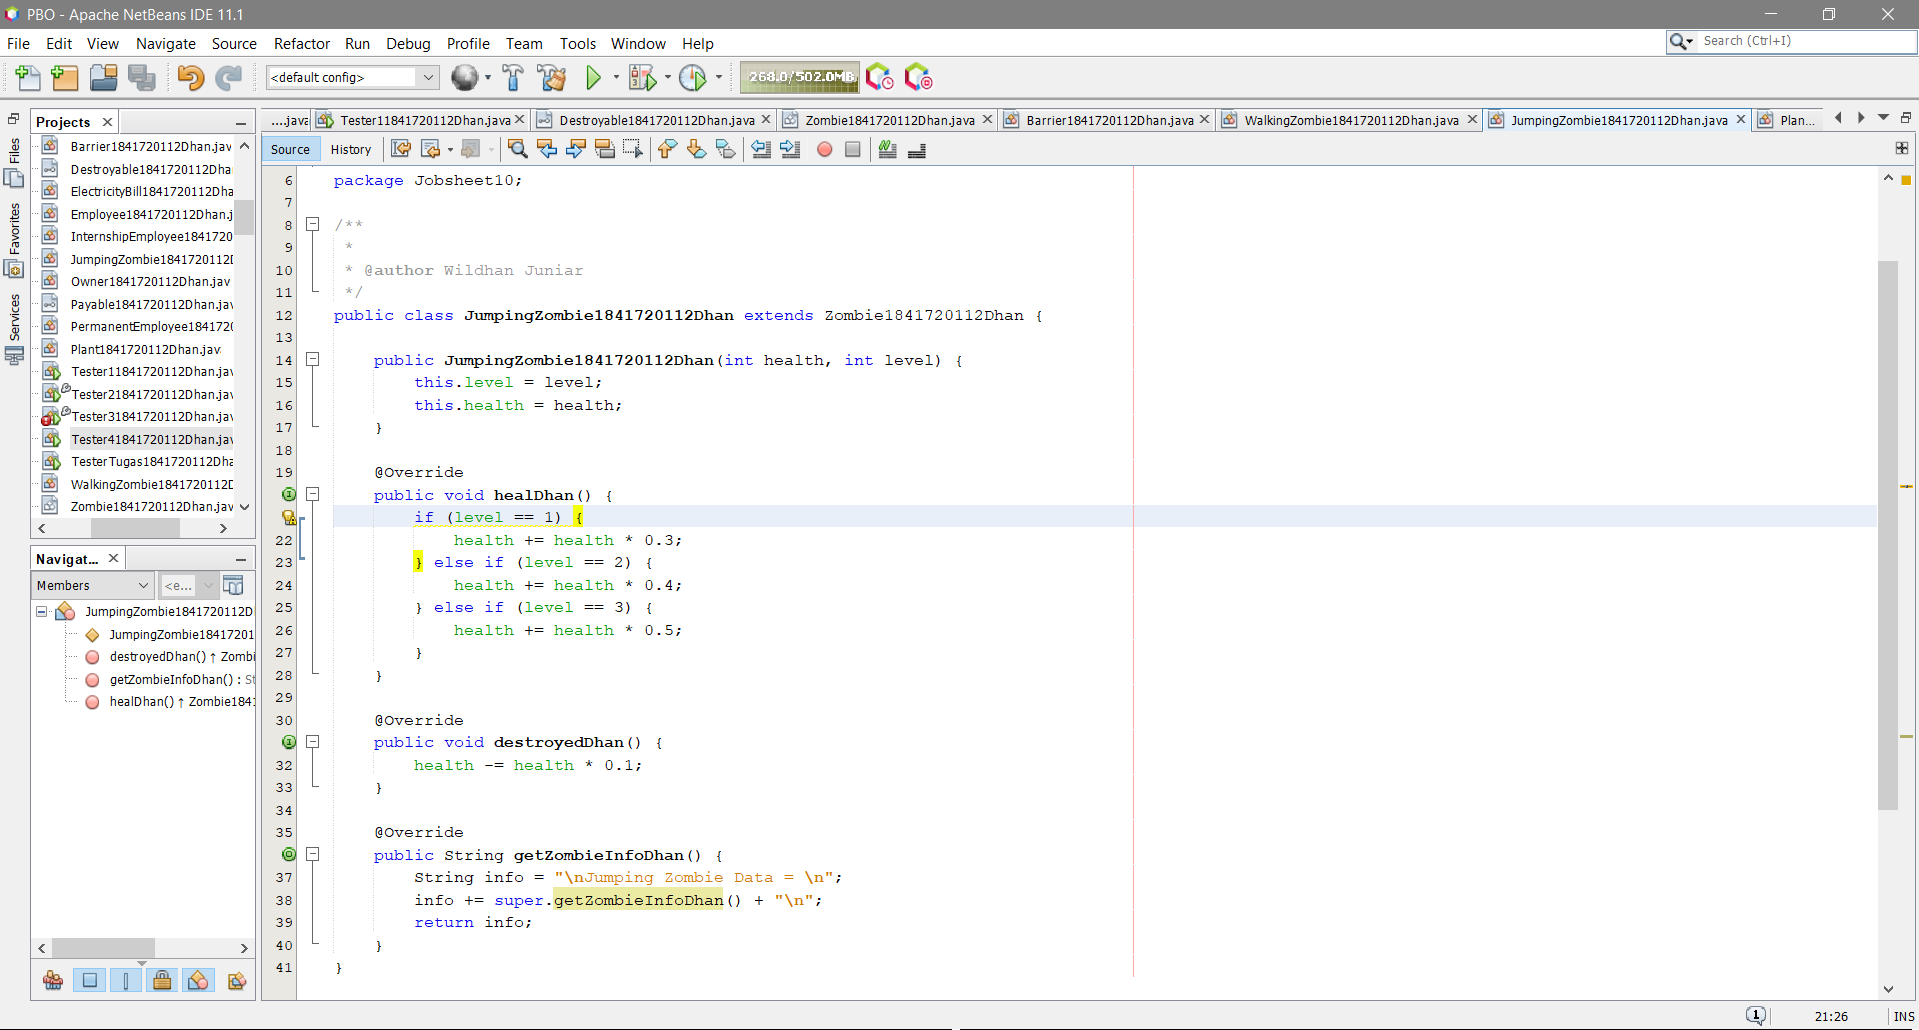 PBO - Apache NetBeans IDE 11.1
File Edit View Navigate Source Refactor Run Debug Profile Team Tools Window Help
Search (Ctrl+I)
<default config>
268.0/502.0MB
Projects
Files
Favorites
Services
Barrier1841720112Dhan.jav
Destroyable1841720112Dha
ElectricityBill1841720112Dha
Employee1841720112Dhan.j
InternshipEmployee1841720
JumpingZombie1841720112D
Owner1841720112Dhan.jav
Payable1841720112Dhan.jav
PermanentEmployee1841720
Plant1841720112Dhan.jav
Tester11841720112Dhan.jav
Tester21841720112Dhan.jav
Tester31841720112Dhan.jav
Tester41841720112Dhan.jav
TesterTugas1841720112Dha
WalkingZombie1841720112D
Zombie1841720112Dhan.jav
Navigat...
Members
<e...
JumpingZombie1841720112D
JumpingZombie18417201
destroyedDhan() ↑ Zombi
getZombieInfoDhan() : St
healDhan() ↑ Zombie1841
....java Tester11841720112Dhan.java Destroyable1841720112Dhan.java Zombie1841720112Dhan.java Barrier1841720112Dhan.java WalkingZombie1841720112Dhan.java JumpingZombie1841720112Dhan.java Plan...
Source History
6 package Jobsheet10;
7
8 /**
9 *
10 * @author Wildhan Juniar
11 */
12 public class JumpingZombie1841720112Dhan extends Zombie1841720112Dhan {
13
14 public JumpingZombie1841720112Dhan(int health, int level) {
15 this.level = level;
16 this.health = health;
17 }
18
19 @Override
public void healDhan() {
if (level == 1) {
22 health += health * 0.3;
23 } else if (level == 2) {
24 health += health * 0.4;
25 } else if (level == 3) {
26 health += health * 0.5;
27 }
28 }
29
30 @Override
public void destroyedDhan() {
32 health -= health * 0.1;
33 }
34
35 @Override
public String getZombieInfoDhan() {
37 String info = "\nJumping Zombie Data = \n";
38 info += super.getZombieInfoDhan() + "\n";
39 return info;
40 }
41 }
1
21:26
INS